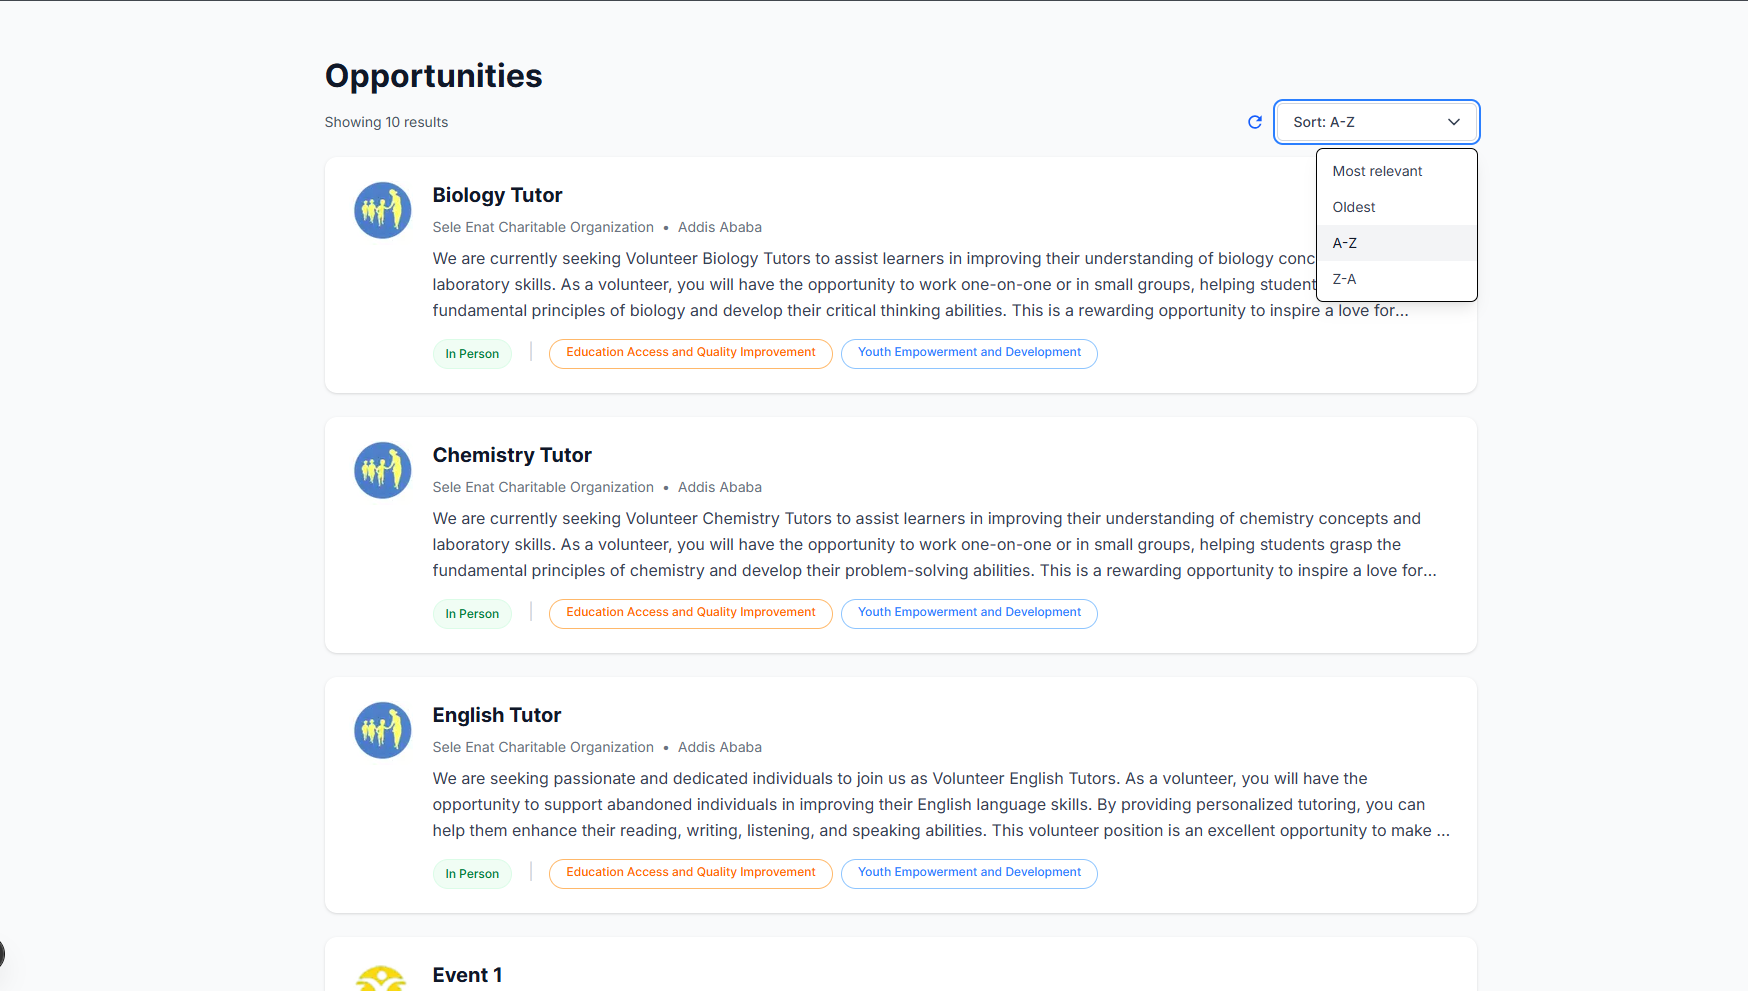 Opportunities
Showing 10 results
Sort: A-Z
Most relevant
Oldest
A-Z
Z-A
Biology Tutor
Sele Enat Charitable Organization • Addis Ababa
We are currently seeking Volunteer Biology Tutors to assist learners in improving their understanding of biology
laboratory skills. As a volunteer, you will have the opportunity to work one-on-one or in small groups, helping
fundamental principles of biology and develop their critical thinking abilities. This is a rewarding opportunity to inspire a love for...
In Person
Education Access and Quality Improvement
Youth Empowerment and Development
Chemistry Tutor
Sele Enat Charitable Organization • Addis Ababa
We are currently seeking Volunteer Chemistry Tutors to assist learners in improving their understanding of chemistry concepts and
laboratory skills. As a volunteer, you will have the opportunity to work one-on-one or in small groups, helping students grasp the
fundamental principles of chemistry and develop their problem-solving abilities. This is a rewarding opportunity to inspire a love for...
In Person
Education Access and Quality Improvement
Youth Empowerment and Development
English Tutor
Sele Enat Charitable Organization • Addis Ababa
We are seeking passionate and dedicated individuals to join us as Volunteer English Tutors. As a volunteer, you will have the
opportunity to support abandoned individuals in improving their English language skills. By providing personalized tutoring, you can
help them enhance their reading, writing, listening, and speaking abilities. This volunteer position is an excellent opportunity to make ...
In Person
Education Access and Quality Improvement
Youth Empowerment and Development
Event 1